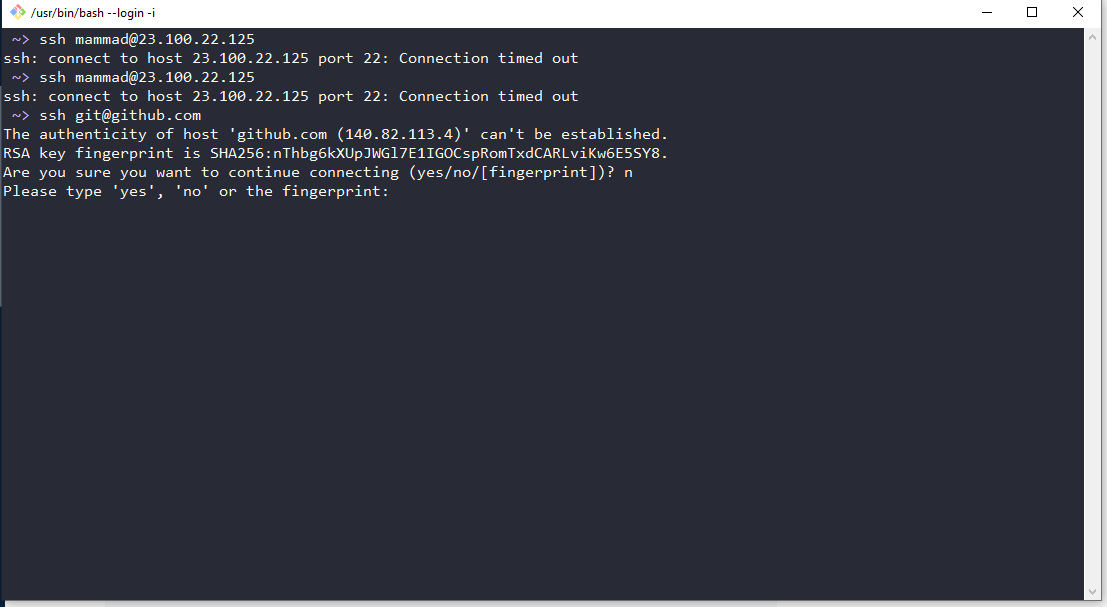 /usr/bin/bash --login -i
~> ssh mammad@23.100.22.125
ssh: connect to host 23.100.22.125 port 22: Connection timed out
~> ssh mammad@23.100.22.125
ssh: connect to host 23.100.22.125 port 22: Connection timed out
~> ssh git@github.com
The authenticity of host 'github.com (140.82.113.4)' can't be established.
RSA key fingerprint is SHA256:nThbg6kXUpJWGl7E1IGOCspRomTxdCARLviKw6E5SY8.
Are you sure you want to continue connecting (yes/no/[fingerprint])? n
Please type 'yes', 'no' or the fingerprint: